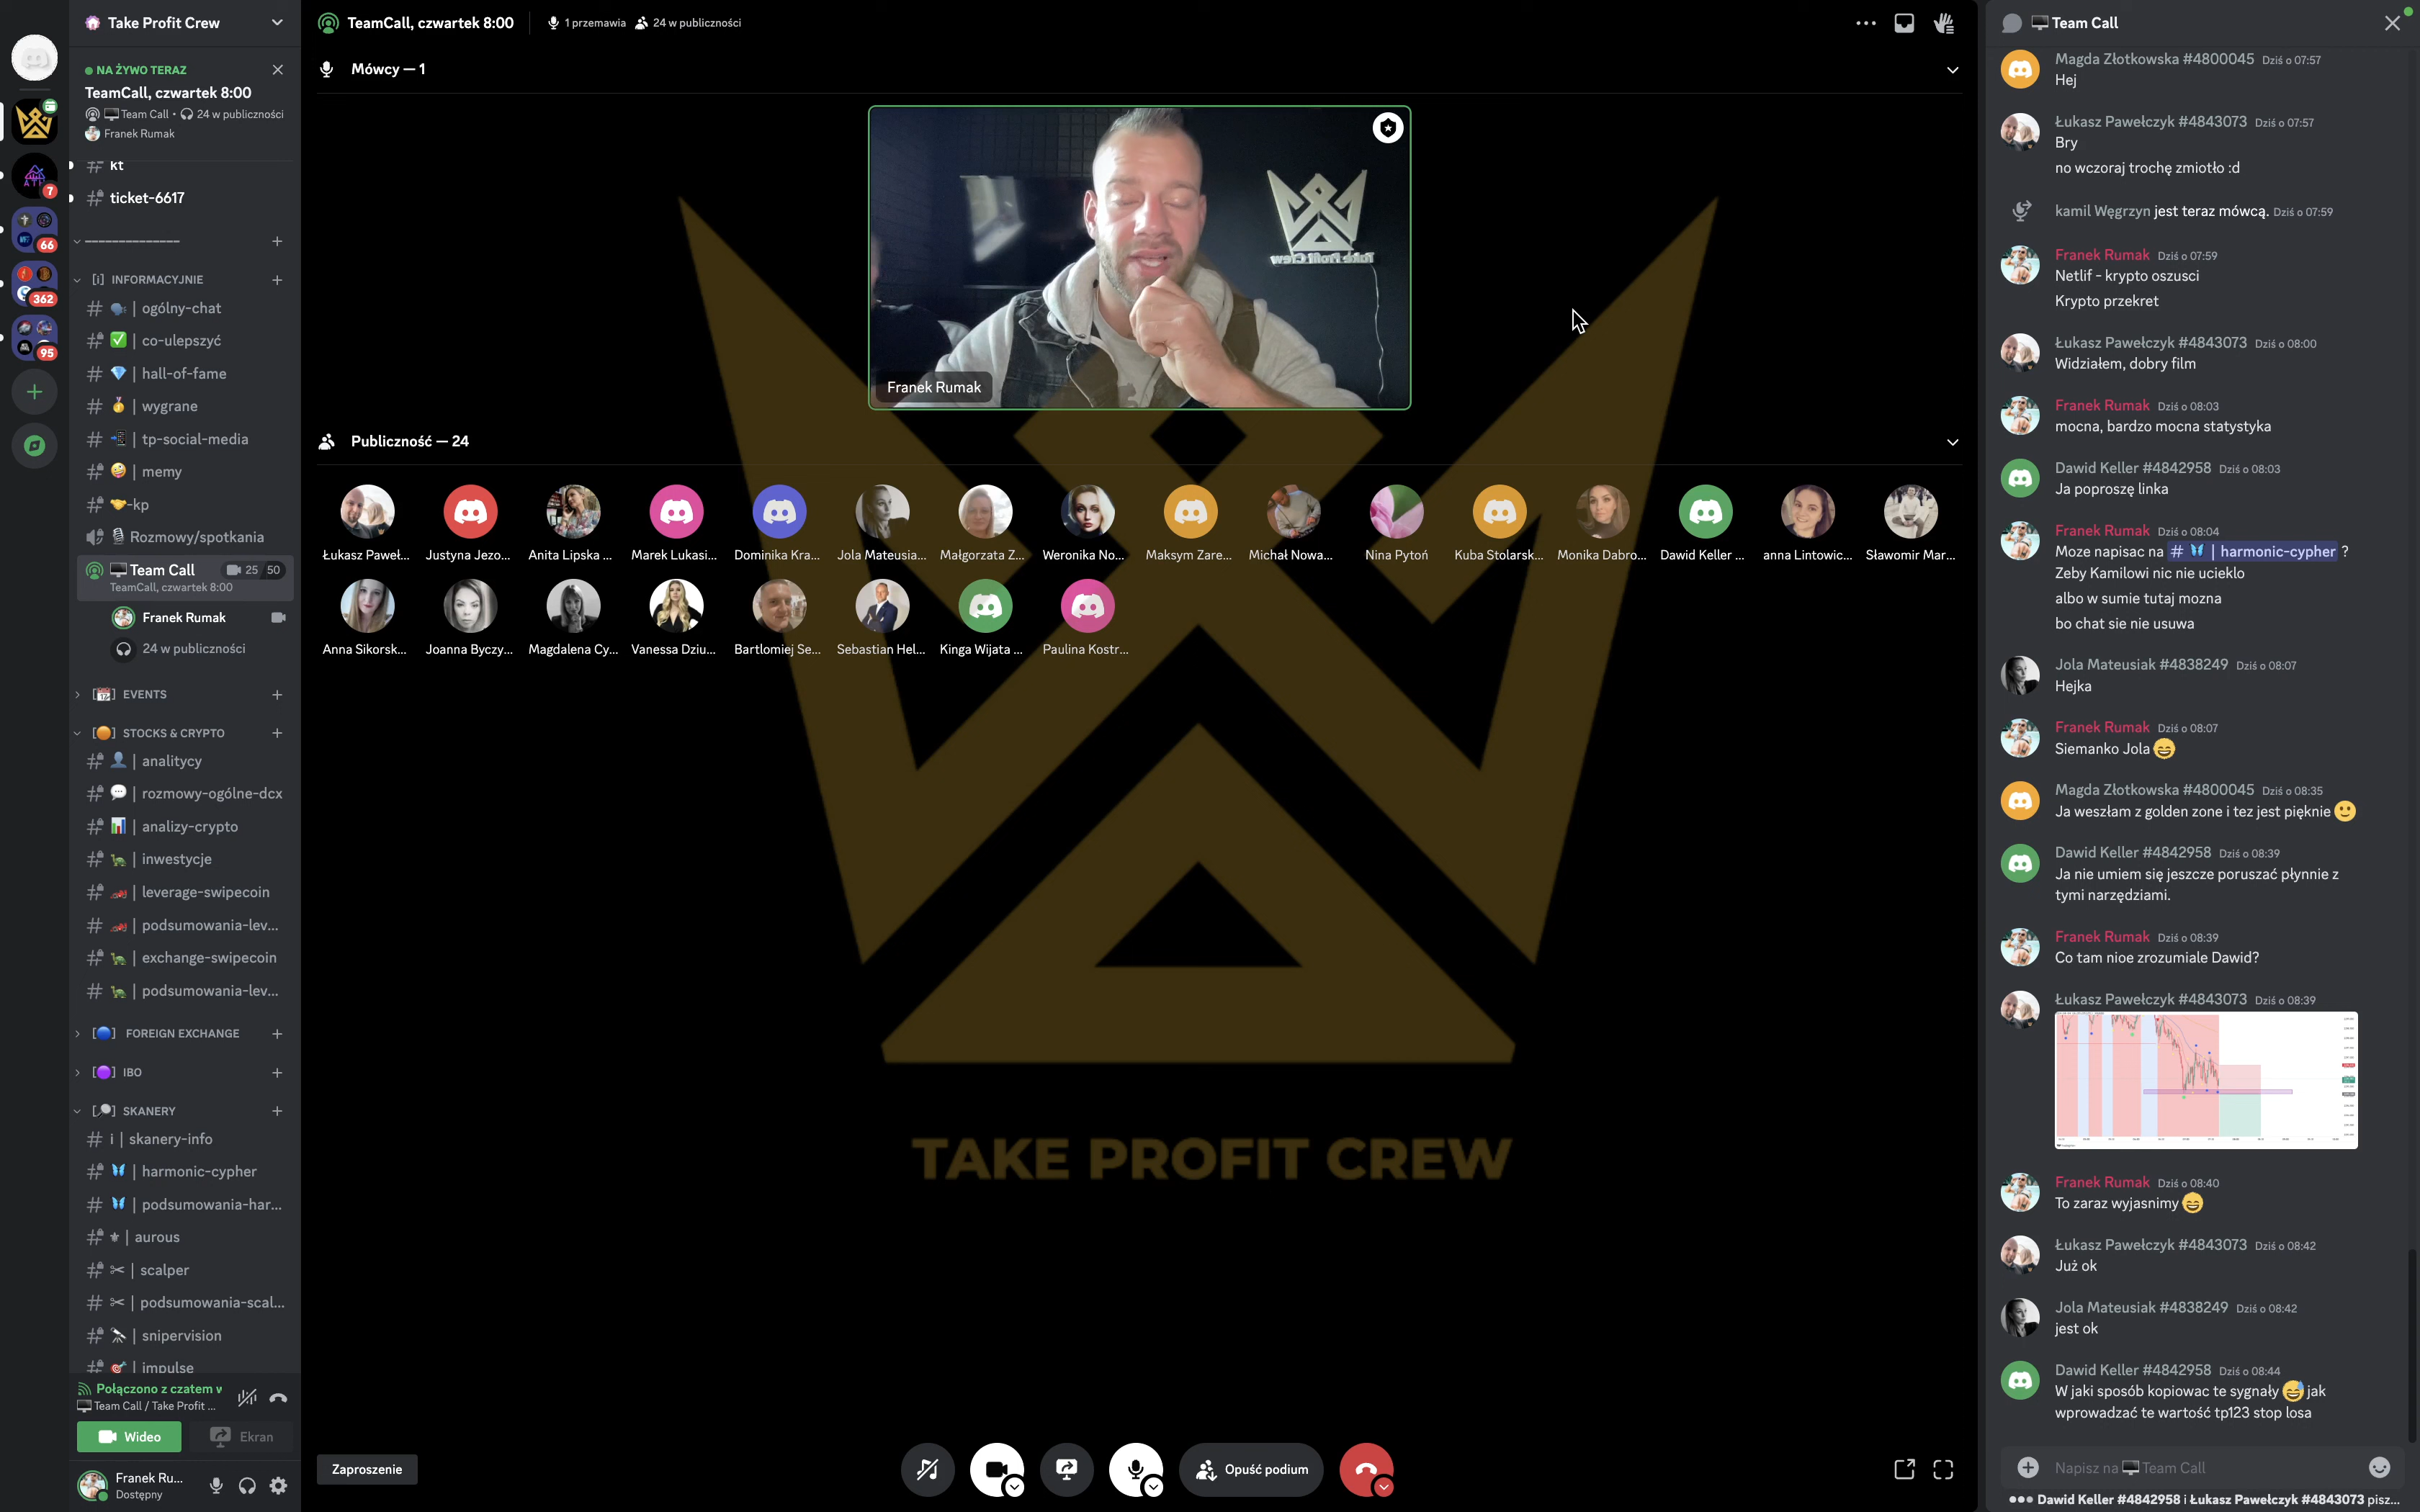 Take Profit Crew
NA ŻYWO TERAZ
TeamCall, czwartek 8:00
Team Call • 24 w publiczności
Franek Rumak
kt
ticket-6617
---------------
[i] INFORMACYJNIE
| ogólny-chat
| co-ulepszyć
| hall-of-fame
| wygrane
| tp-social-media
| memy
-kp
Rozmowy/spotkania
Team Call 25 50
TeamCall, czwartek 8:00
Franek Rumak
24 w publiczności
EVENTS
STOCKS & CRYPTO
| analitycy
| rozmowy-ogólne-dcx
| analizy-crypto
| inwestycje
| leverage-swipecoin
| podsumowania-lev...
| exchange-swipecoin
| podsumowania-lev...
FOREIGN EXCHANGE
IBO
SKANERY
i | skanery-info
| harmonic-cypher
| podsumowania-har...
| aurous
| scalper
| podsumowania-scal...
| snipervision
| impulse
Połączono z czatem w
Team Call / Take Profit ...
Wideo
Ekran
Franek Ru...
Dostępny
7
66
362
95
TeamCall, czwartek 8:00 1 przemawia 24 w publiczności
Mówcy — 1
Take Profit Crew
Franek Rumak
Publiczność — 24
Łukasz Paweł... Justyna Jezo... Anita Lipska ... Marek Lukasi... Dominika Kra... Jola Mateusia... Małgorzata Z... Weronika No... Maksym Zare... Michał Nowa... Nina Pytoń Kuba Stolarsk... Monika Dabro... Dawid Keller ... anna Lintowic... Sławomir Mar...
Anna Sikorsk... Joanna Byczy... Magdalena Cy... Vanessa Dziu... Bartlomiej Se... Sebastian Hel... Kinga Wijata ... Paulina Kostr...
TAKE PROFIT CREW
Zaproszenie
Opuść podium
Team Call
Magda Złotkowska #4800045 Dziś o 07:57
Hej
Łukasz Pawełczyk #4843073 Dziś o 07:57
Bry
no wczoraj trochę zmiotło :d
kamil Węgrzyn jest teraz mówcą. Dziś o 07:59
Franek Rumak Dziś o 07:59
Netlif - krypto oszusci
Krypto przekret
Łukasz Pawełczyk #4843073 Dziś o 08:00
Widziałem, dobry film
Franek Rumak Dziś o 08:03
mocna, bardzo mocna statystyka
Dawid Keller #4842958 Dziś o 08:03
Ja poproszę linka
Franek Rumak Dziś o 08:04
Moze napisac na # | harmonic-cypher ?
Zeby Kamilowi nic nie ucieklo
albo w sumie tutaj mozna
bo chat sie nie usuwa
Jola Mateusiak #4838249 Dziś o 08:07
Hejka
Franek Rumak Dziś o 08:07
Siemanko Jola
Magda Złotkowska #4800045 Dziś o 08:35
Ja weszłam z golden zone i tez jest pięknie
Dawid Keller #4842958 Dziś o 08:39
Ja nie umiem się jeszcze poruszać płynnie z
tymi narzędziami.
Franek Rumak Dziś o 08:39
Co tam nioe zrozumiale Dawid?
Łukasz Pawełczyk #4843073 Dziś o 08:39
Franek Rumak Dziś o 08:40
To zaraz wyjasnimy
Łukasz Pawełczyk #4843073 Dziś o 08:42
Już ok
Jola Mateusiak #4838249 Dziś o 08:42
jest ok
Dawid Keller #4842958 Dziś o 08:44
W jaki sposób kopiowac te sygnały jak
wprowadzać te wartość tp123 stop losa
Napisz na Team Call
Dawid Keller #4842958 i Łukasz Pawełczyk #4843073 pisz...